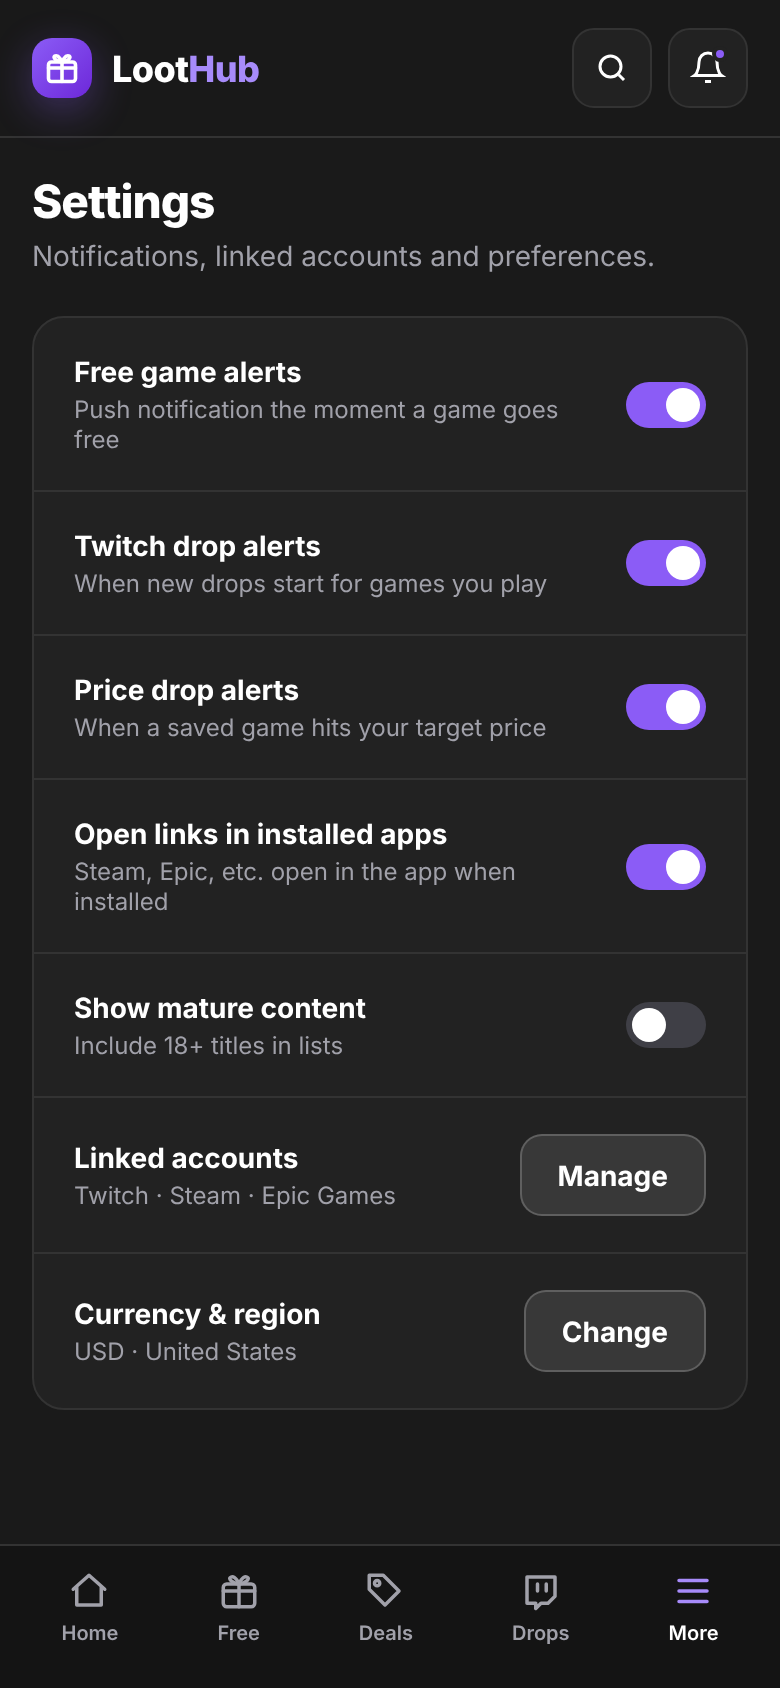 LootHub
Settings
Notifications, linked accounts and preferences.
Free game alerts
Push notification the moment a game goes
free
Twitch drop alerts
When new drops start for games you play
Price drop alerts
When a saved game hits your target price
Open links in installed apps
Steam, Epic, etc. open in the app when
installed
Show mature content
Include 18+ titles in lists
Linked accounts
Twitch · Steam · Epic Games
Manage
Currency & region
USD · United States
Change
Home
Free
Deals
Drops
More